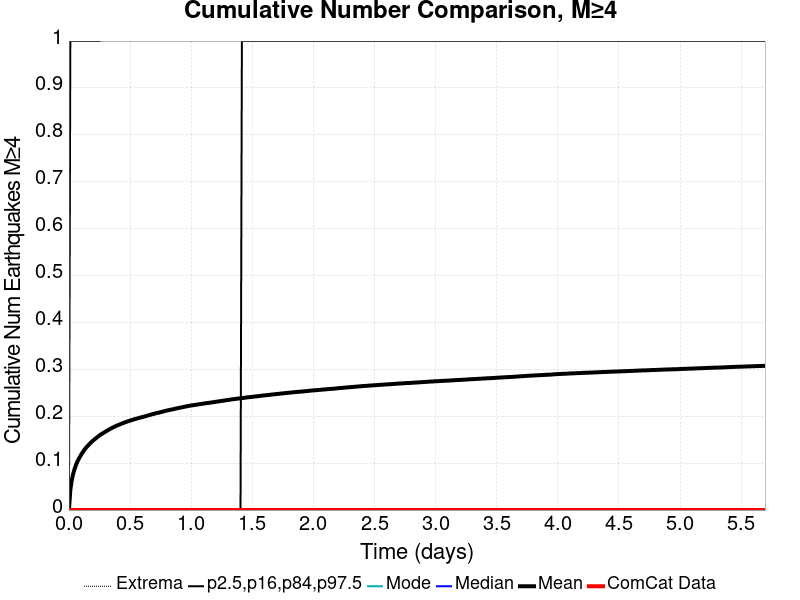 Cumulative Number Comparison, M≥4
Cumulative Num Earthquakes M≥4
1
0.9
0.8
0.7
0.6
0.5
0.4
0.3
0.2
0.1
0
0.0 0.5 1.0 1.5 2.0 2.5 3.0 3.5 4.0 4.5 5.0 5.5
Time (days)
Extrema p2.5,p16,p84,p97.5 Mode Median Mean ComCat Data